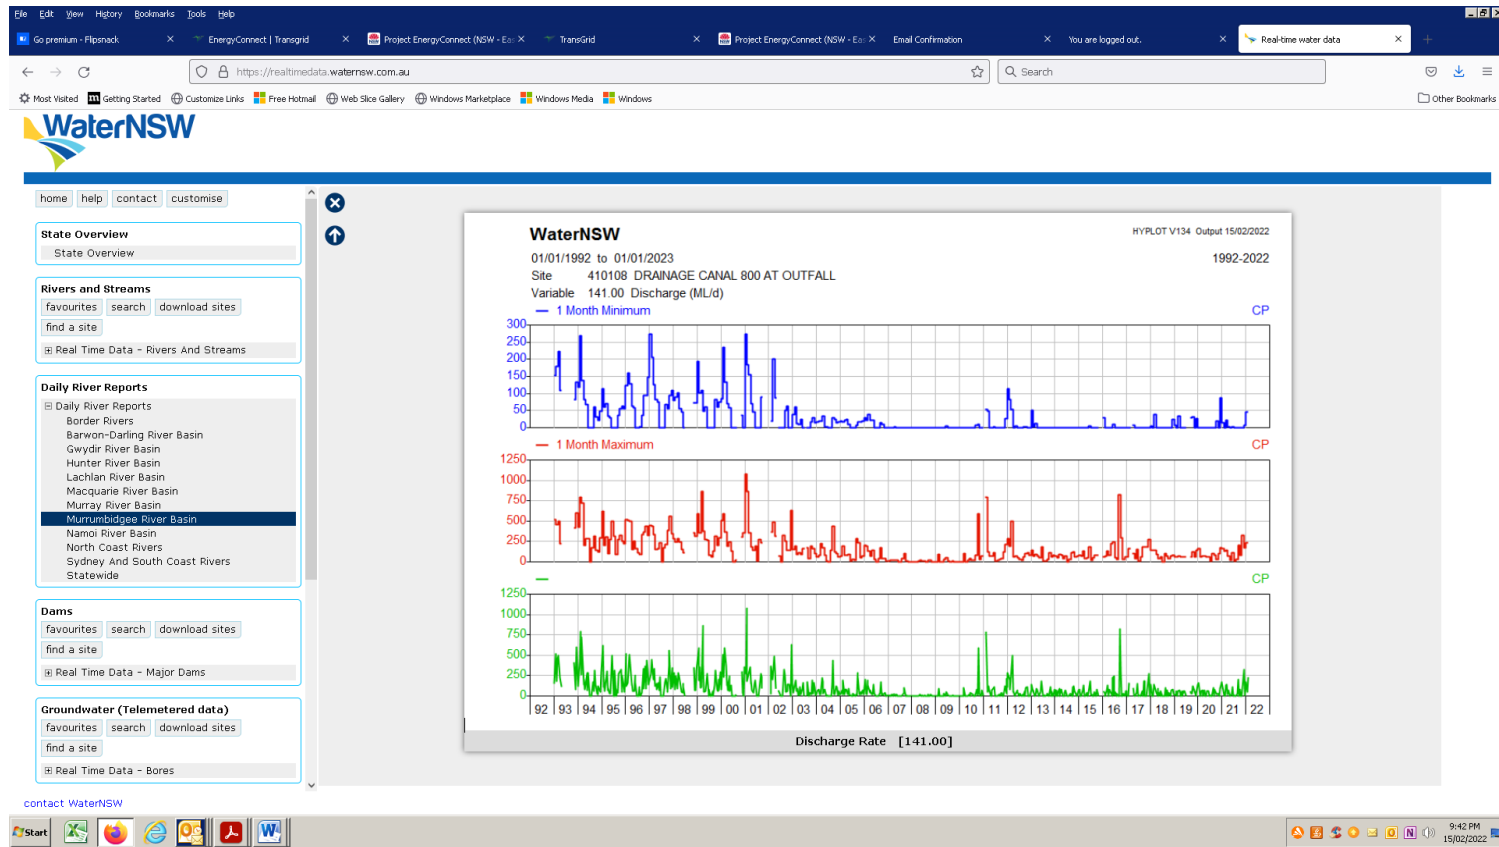 File Edit View History Bookmarks Tools Help
Go premium - Flipsnack
EnergyConnect | Transgrid
Project EnergyConnect (NSW - Eas
TransGrid
Project EnergyConnect (NSW - Eas
Email Confirmation
You are logged out.
Real-time water data
https://realtimedata.waternsw.com.au
Search
Most Visited Getting Started Customize Links Free Hotmail Web Slice Gallery Windows Marketplace Windows Media Windows
Other Bookmarks
WaterNSW
home help contact customise
State Overview
State Overview
Rivers and Streams
favourites search download sites
find a site
Real Time Data - Rivers And Streams
Daily River Reports
Daily River Reports
Border Rivers
Barwon-Darling River Basin
Gwydir River Basin
Hunter River Basin
Lachlan River Basin
Macquarie River Basin
Murray River Basin
Murrumbidgee River Basin
Namoi River Basin
North Coast Rivers
Sydney And South Coast Rivers
Statewide
Dams
favourites search download sites
find a site
Real Time Data - Major Dams
Groundwater (Telemetered data)
favourites search download sites
find a site
Real Time Data - Bores
contact WaterNSW
WaterNSW
HYPLOT V134 Output 15/02/2022
01/01/1992 to 01/01/2023
1992-2022
Site 410108 DRAINAGE CANAL 800 AT OUTFALL
Variable 141.00 Discharge (ML/d)
1 Month Minimum
CP
300
250
200
150
100
50
0
1 Month Maximum
CP
1250
1000
750
500
250
0
CP
1250
1000
750
500
250
0
92 93 94 95 96 97 98 99 00 01 02 03 04 05 06 07 08 09 10 11 12 13 14 15 16 17 18 19 20 21 22
Discharge Rate [141.00]
Start
9:42 PM
15/02/2022